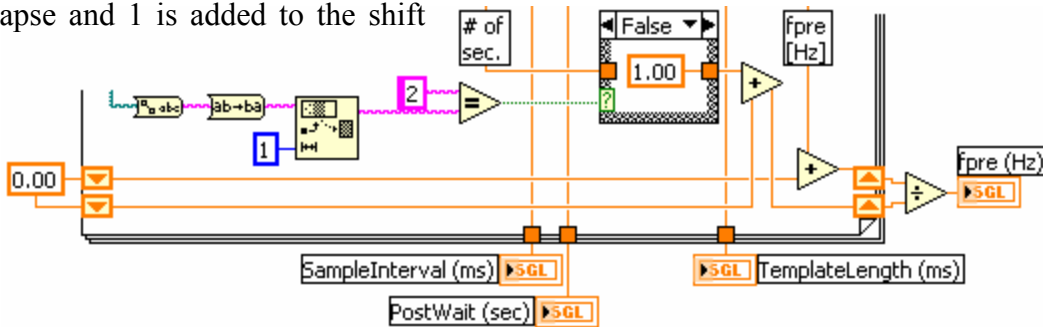 apse and 1 is added to the shift
# of
sec.
False
fpre
[Hz]
1.00
2
=
+
?
abc
ab→ba
1
+
0.00
÷
fpre (Hz)
SGL
SampleInterval (ms)
SGL
SGL
TemplateLength (ms)
PostWait (sec)
SGL